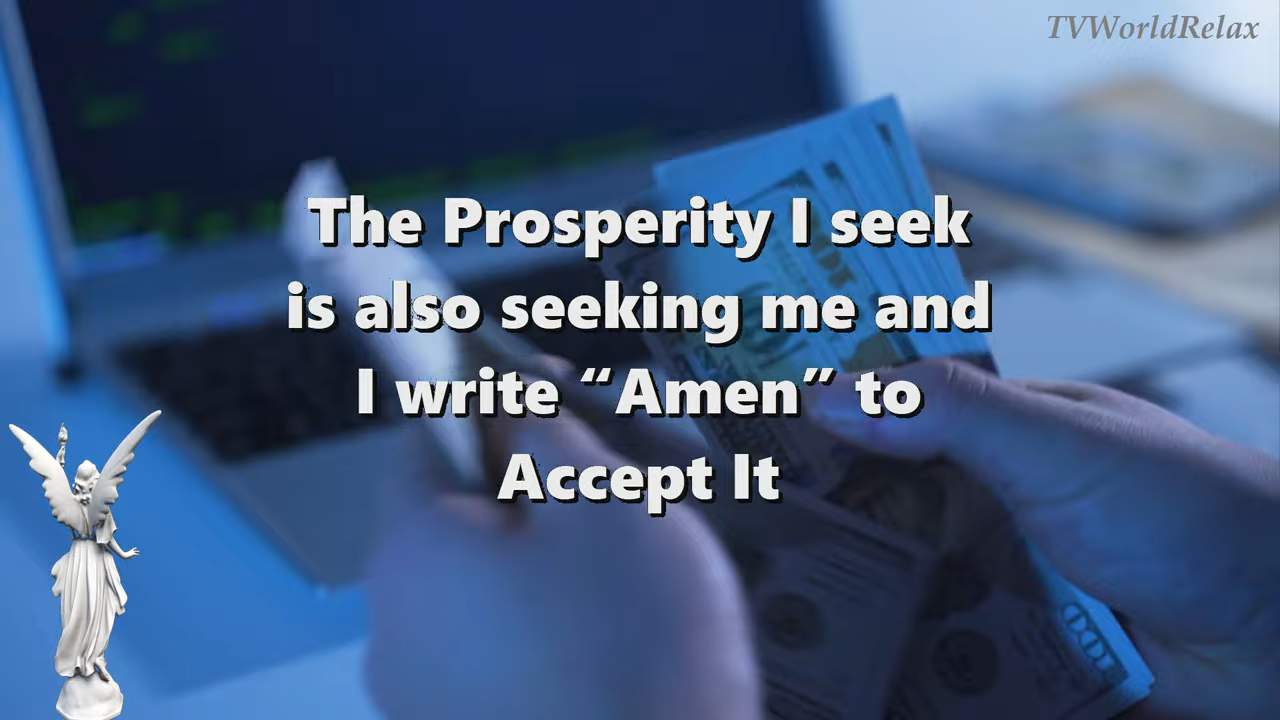 TVWorldRelax
The Prosperity I seek
is also seeking me and
I write “Amen” to
Accept It